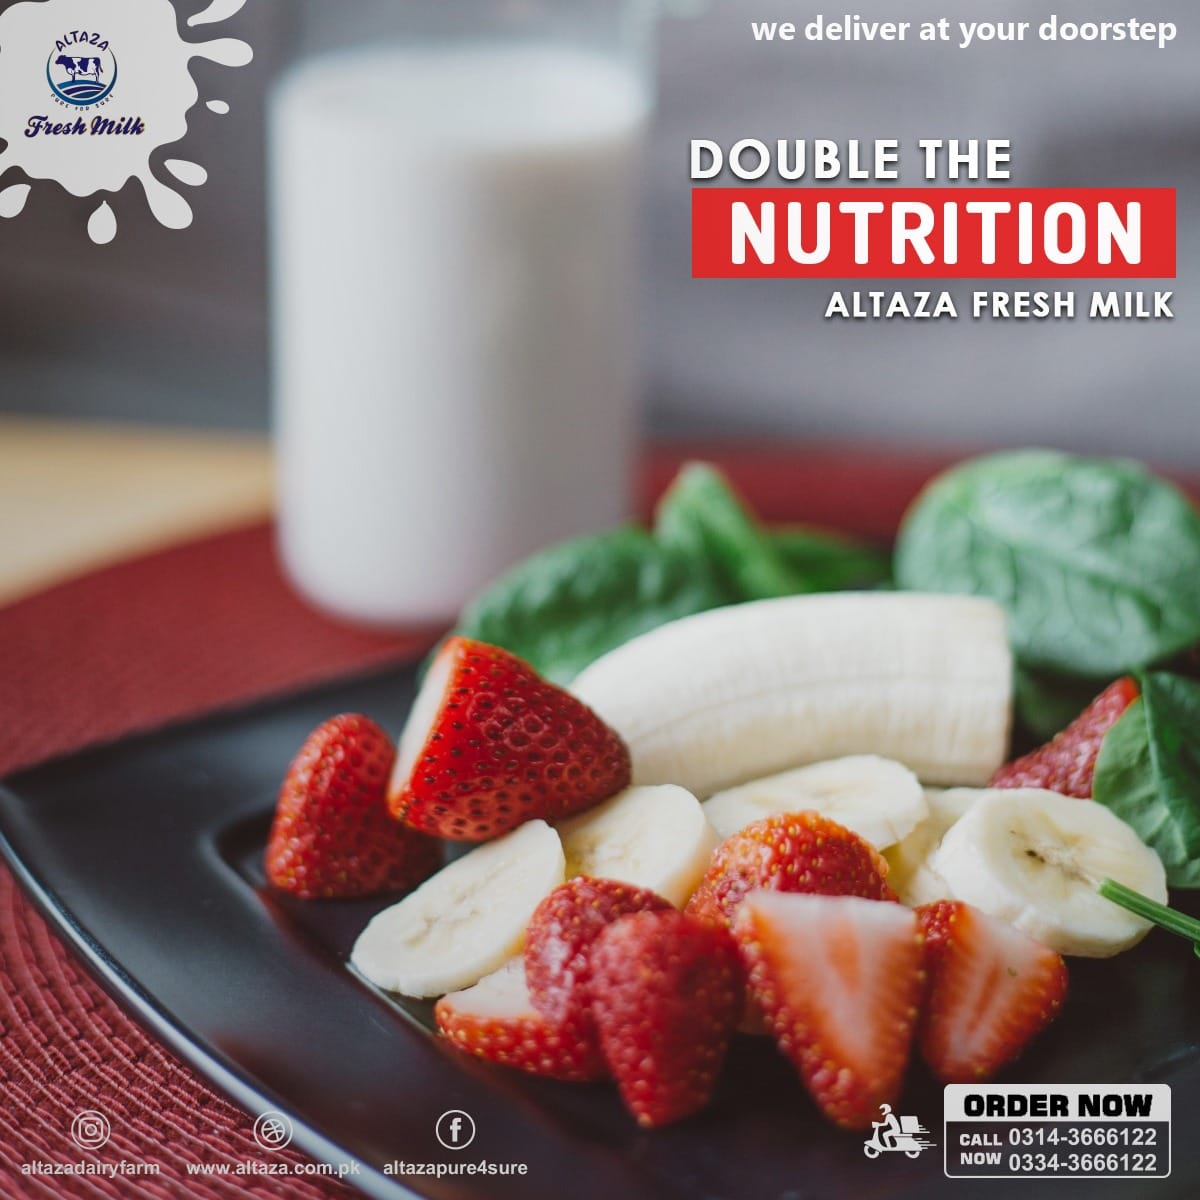 ALTAZA
PURE FOR SURE
Fresh Milk
we deliver at your doorstep
DOUBLE THE
NUTRITION
ALTAZA FRESH MILK
altazadairyfarm
www.altaza.com.pk
altazapure4sure
ORDER NOW
CALL NOW
0314-3666122
0334-3666122